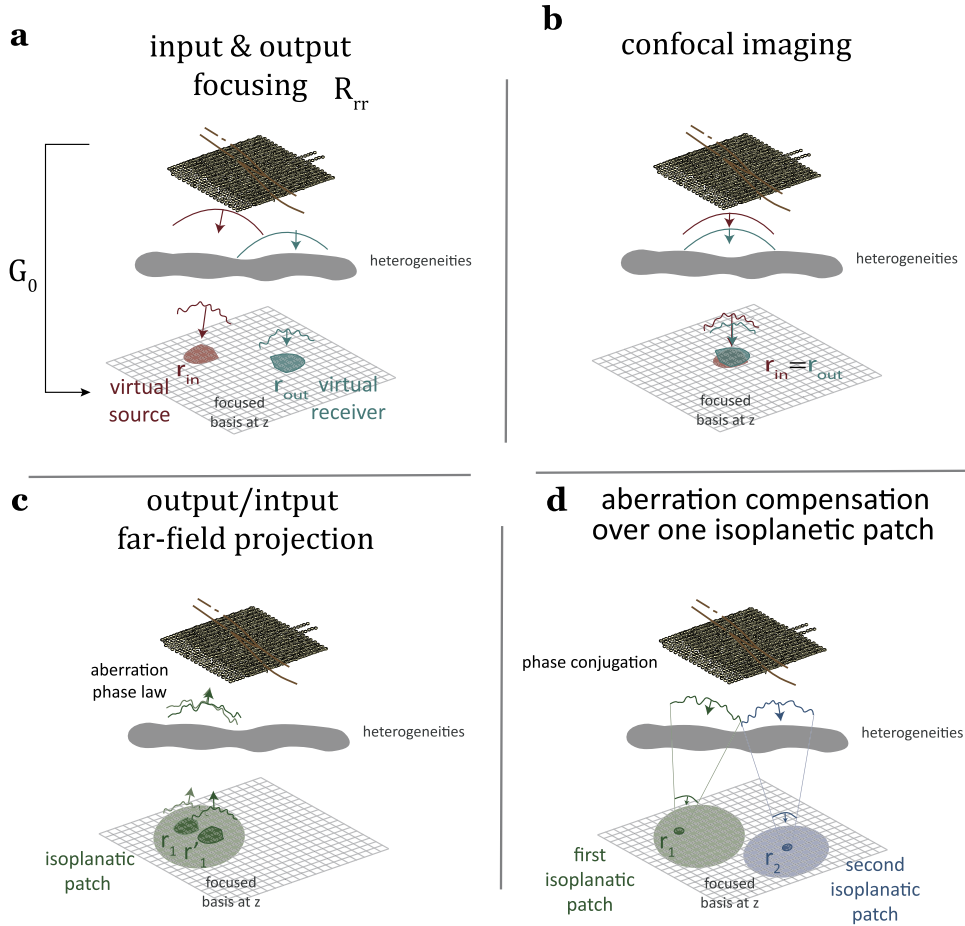 a
input & output
focusing R_rr
G_0
heterogeneities
r_in
r_out
virtual
source
virtual
receiver
focused
basis at z
b
confocal imaging
heterogeneities
r_in=r_out
focused
basis at z
c
output/intput
far-field projection
aberration
phase law
heterogeneities
r_1
r'_1
isoplanatic
patch
focused
basis at z
d
aberration compensation
over one isoplanetic patch
phase conjugation
heterogeneities
r_1
r_2
first
isoplanatic
patch
focused
basis at z
second
isoplanatic
patch